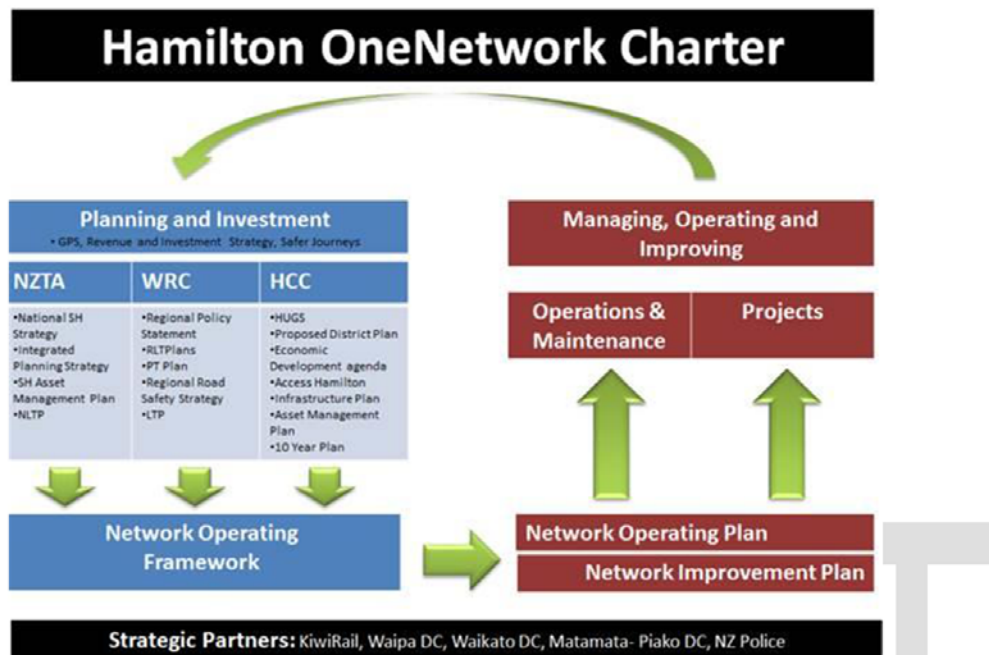 Hamilton OneNetwork Charter
Planning and Investment
• GPS, Revenue and Investment Strategy, Safer Journeys
NZTA
•National SH
Strategy
•Integrated
Planning Strategy
•SH Asset
Management Plan
•NLTP
WRC
•Regional Policy
Statement
•RLTPlans
•PT Plan
•Regional Road
Safety Strategy
•LTP
HCC
•HUGS
•Proposed District Plan
•Economic
Development agenda
•Access Hamilton
•Infrastructure Plan
•Asset Management
Plan
•10 Year Plan
Network Operating
Framework
Managing, Operating and
Improving
Operations &
Maintenance
Projects
Network Operating Plan
Network Improvement Plan
Strategic Partners: KiwiRail, Waipa DC, Waikato DC, Matamata- Piako DC, NZ Police